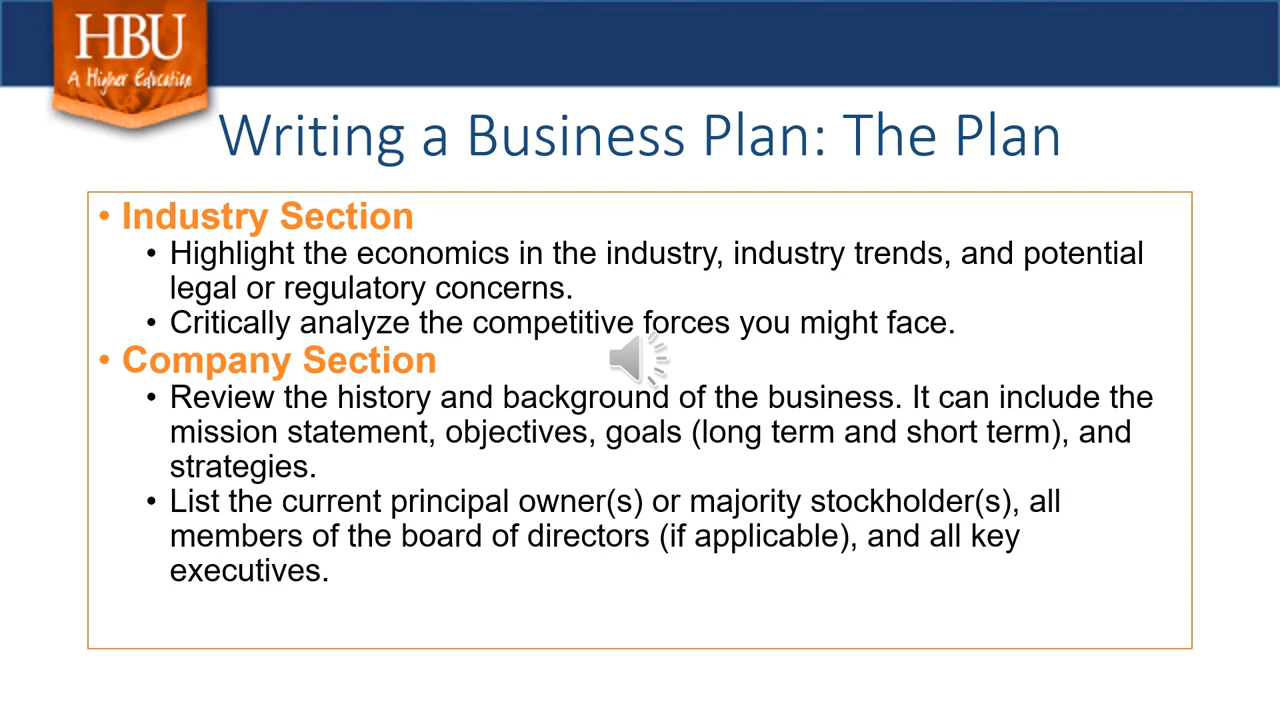 HBU
A Higher Education
Writing a Business Plan: The Plan
• Industry Section
• Highlight the economics in the industry, industry trends, and potential
legal or regulatory concerns.
• Critically analyze the competitive forces you might face.
• Company Section
• Review the history and background of the business. It can include the
mission statement, objectives, goals (long term and short term), and
strategies.
• List the current principal owner(s) or majority stockholder(s), all
members of the board of directors (if applicable), and all key
executives.